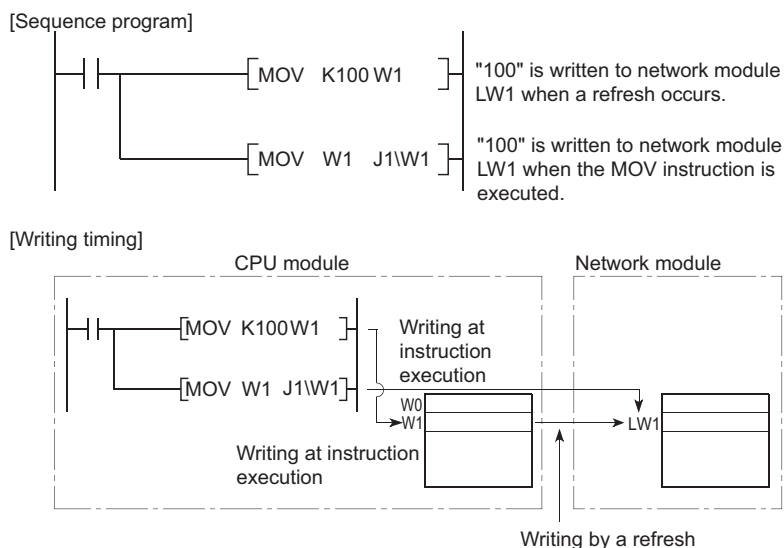 [Sequence program]
MOV K100 W1
"100" is written to network module
LW1 when a refresh occurs.
MOV W1 J1\W1
"100" is written to network module
LW1 when the MOV instruction is
executed.
[Writing timing]
CPU module
Network module
MOV K100 W1
Writing at
instruction
execution
MOV W1 J1\W1
W0
W1
LW1
Writing at instruction
execution
Writing by a refresh